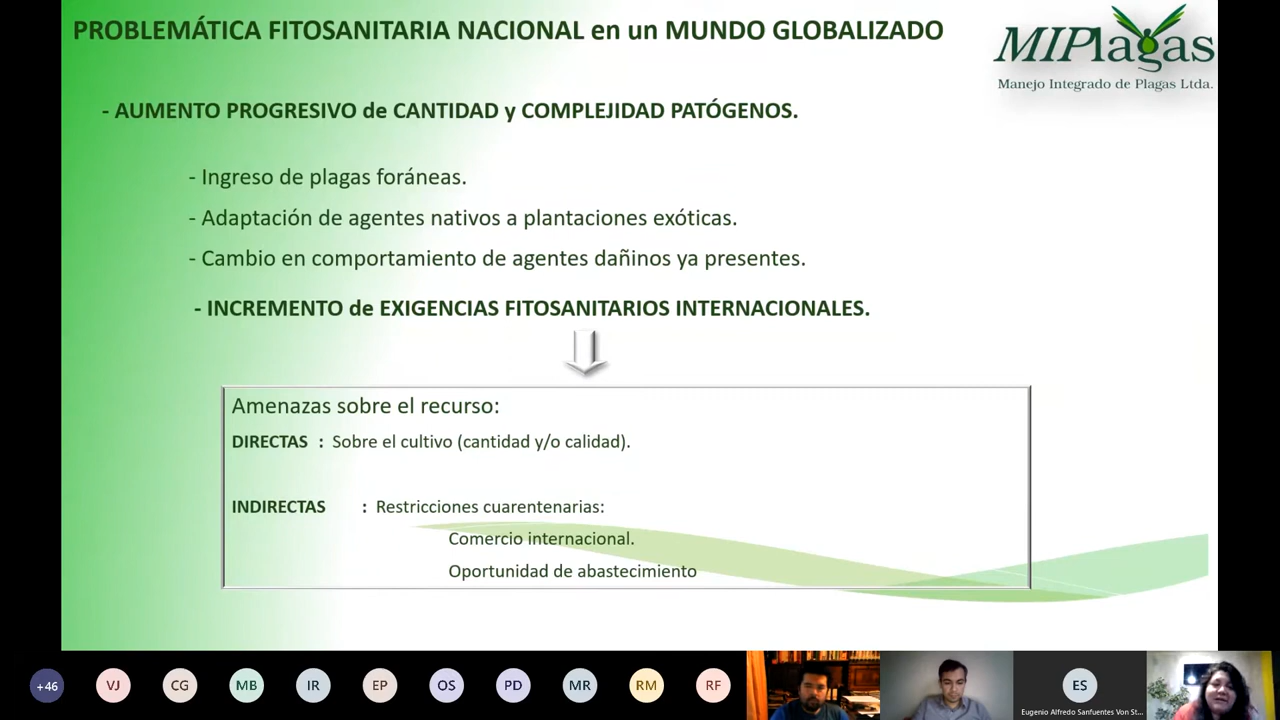 PROBLEMÁTICA FITOSANITARIA NACIONAL en un MUNDO GLOBALIZADO
MIPlagas
Manejo Integrado de Plagas Ltda.
- AUMENTO PROGRESIVO de CANTIDAD y COMPLEJIDAD PATÓGENOS.
- Ingreso de plagas foráneas.
- Adaptación de agentes nativos a plantaciones exóticas.
- Cambio en comportamiento de agentes dañinos ya presentes.
- INCREMENTO de EXIGENCIAS FITOSANITARIOS INTERNACIONALES.
Amenazas sobre el recurso:
DIRECTAS : Sobre el cultivo (cantidad y/o calidad).
INDIRECTAS : Restricciones cuarentenarias:
Comercio internacional.
Oportunidad de abastecimiento
+46 VJ CG MB IR EP OS PD MR RM RF ES
Eugenio Alfredo Sanfuentes Von St...